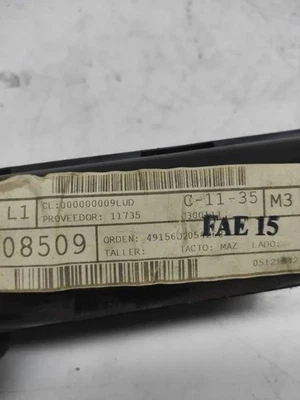 L1 CL:000000009LUD C-11-35 M3
PROVEEDOR: 11735
FAE 15
08509 ORDEN:
TALLER: TACTO: MAZ LADO: